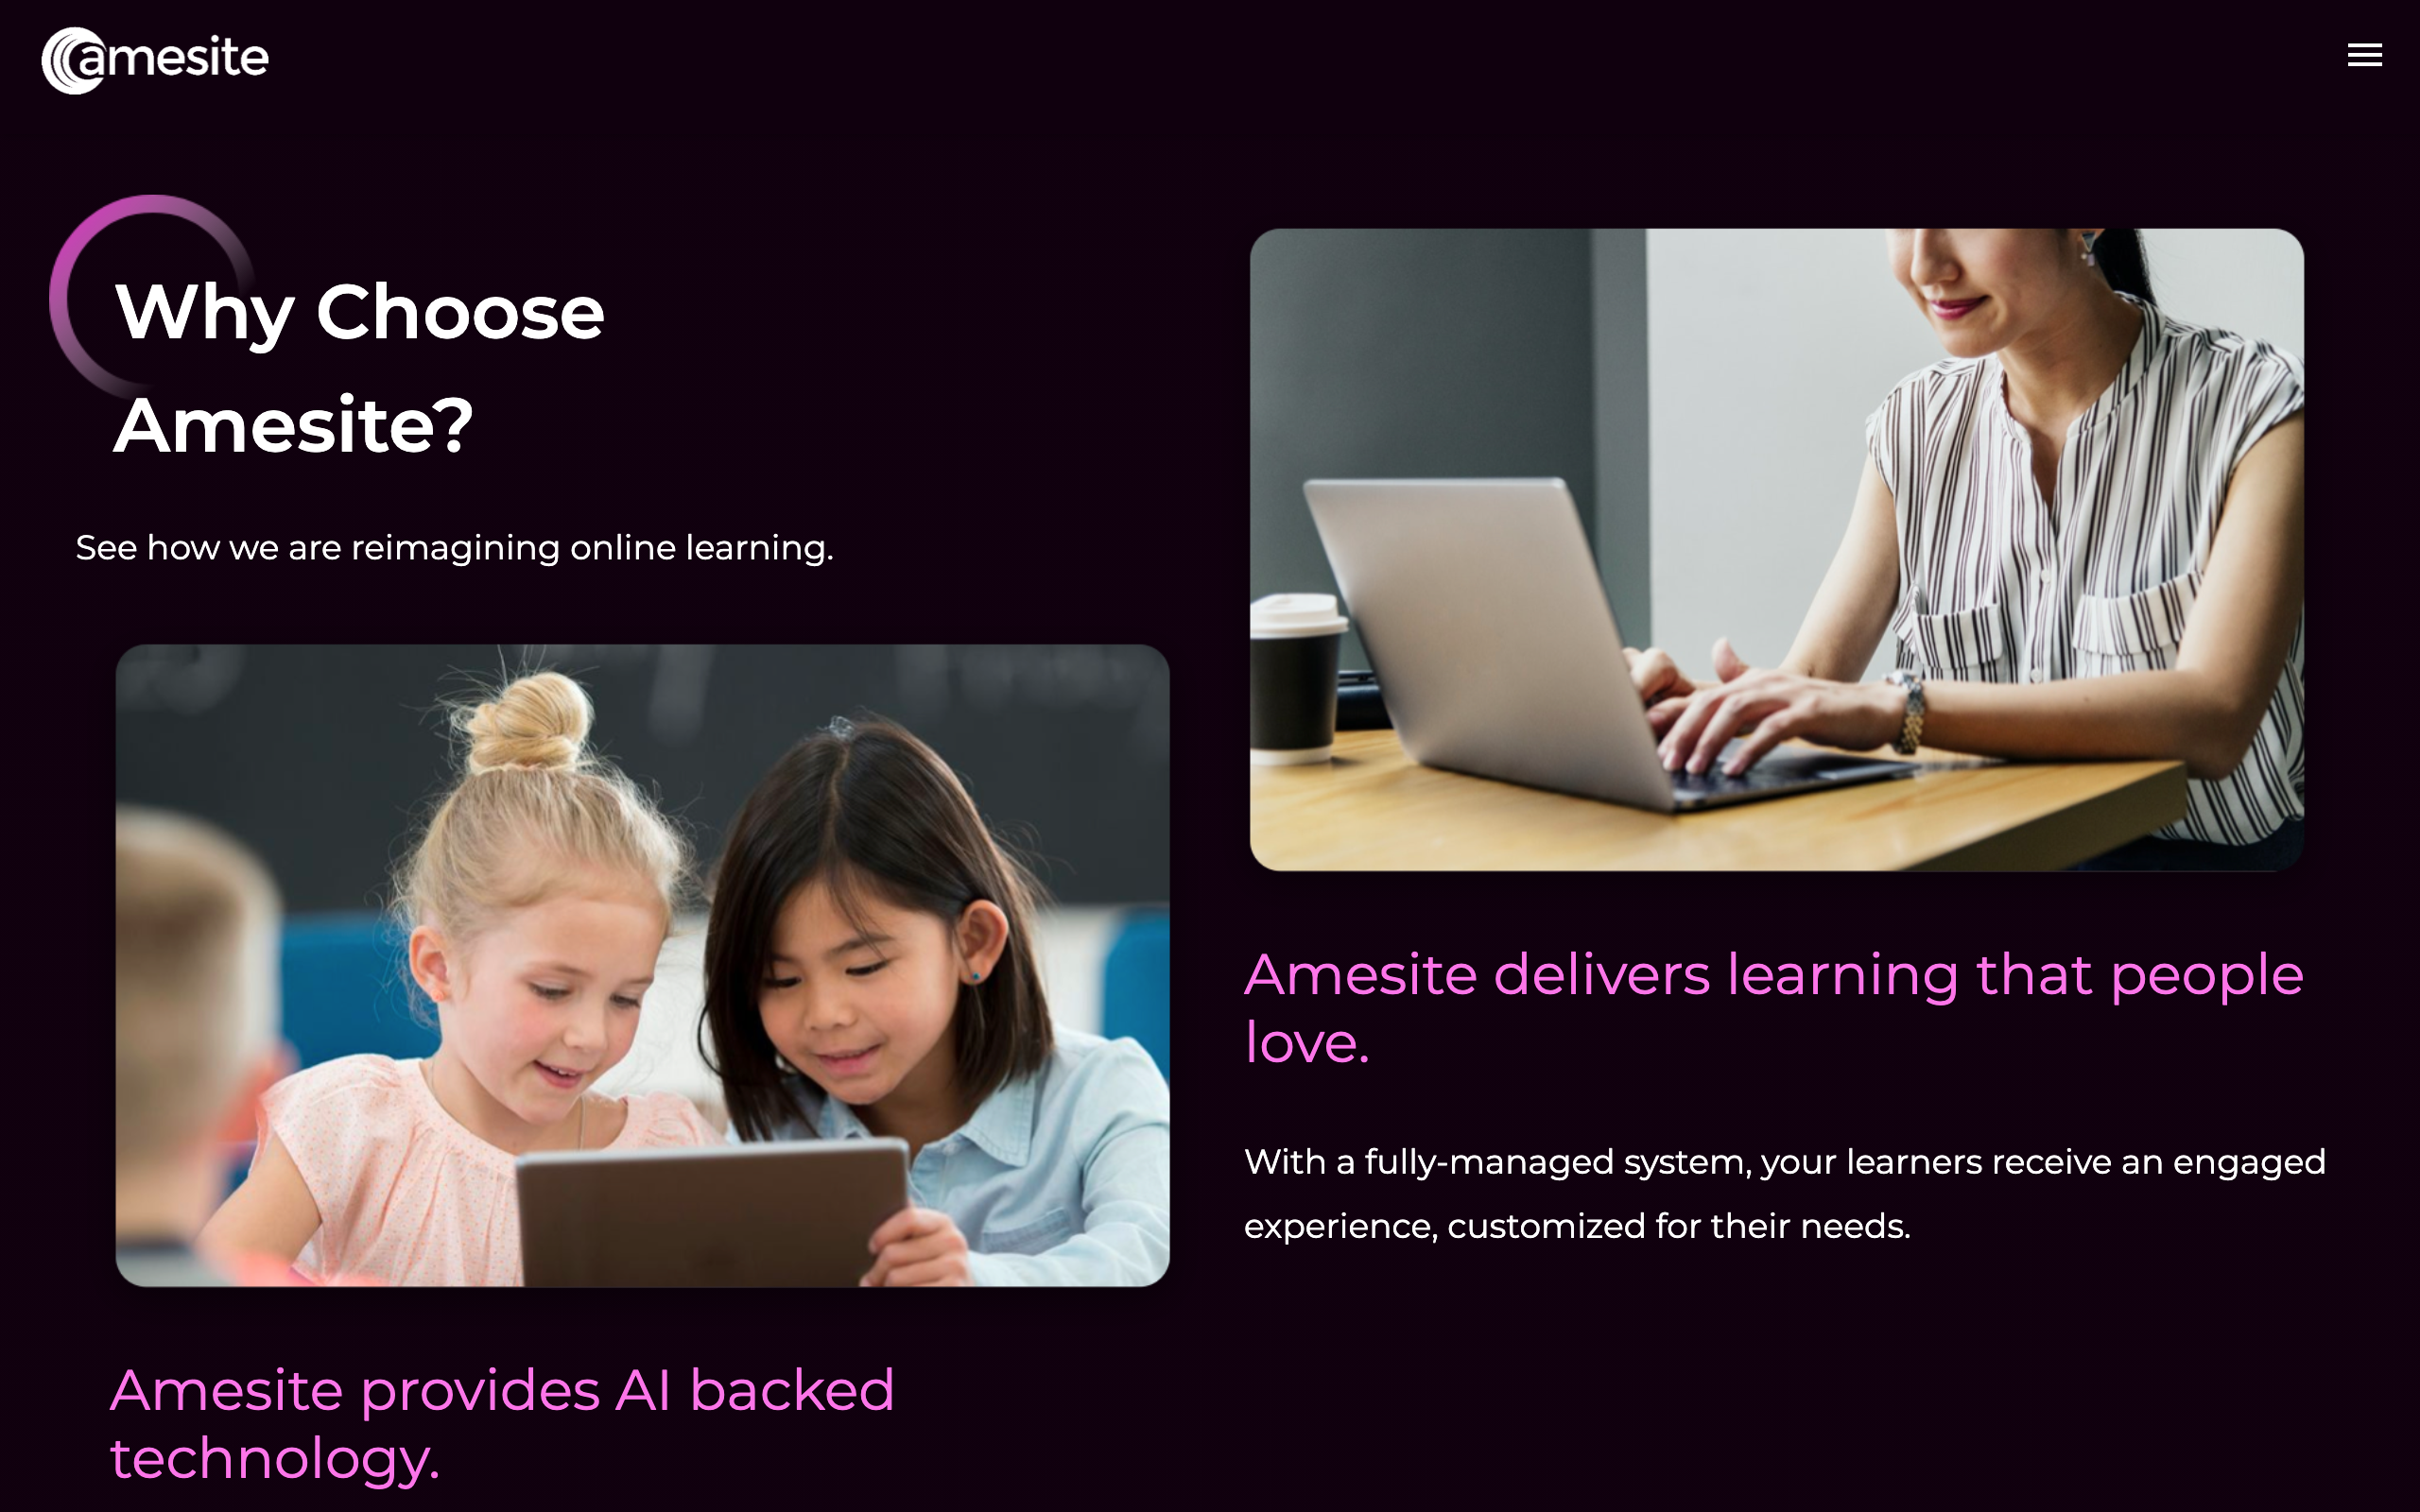 amesite
Why Choose
Amesite?
See how we are reimagining online learning.
Amesite provides AI backed
technology.
Amesite delivers learning that people
love.
With a fully-managed system, your learners receive an engaged
experience, customized for their needs.